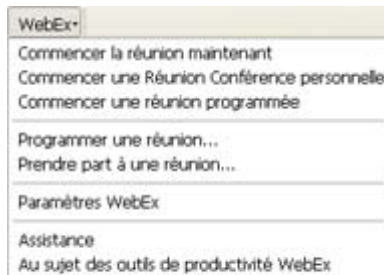 WebEx
Commencer la réunion maintenant
Commencer une Réunion Conférence personnelle
Commencer une réunion programmée
Programmer une réunion...
Prendre part à une réunion...
Paramètres WebEx
Assistance
Au sujet des outils de productivité WebEx